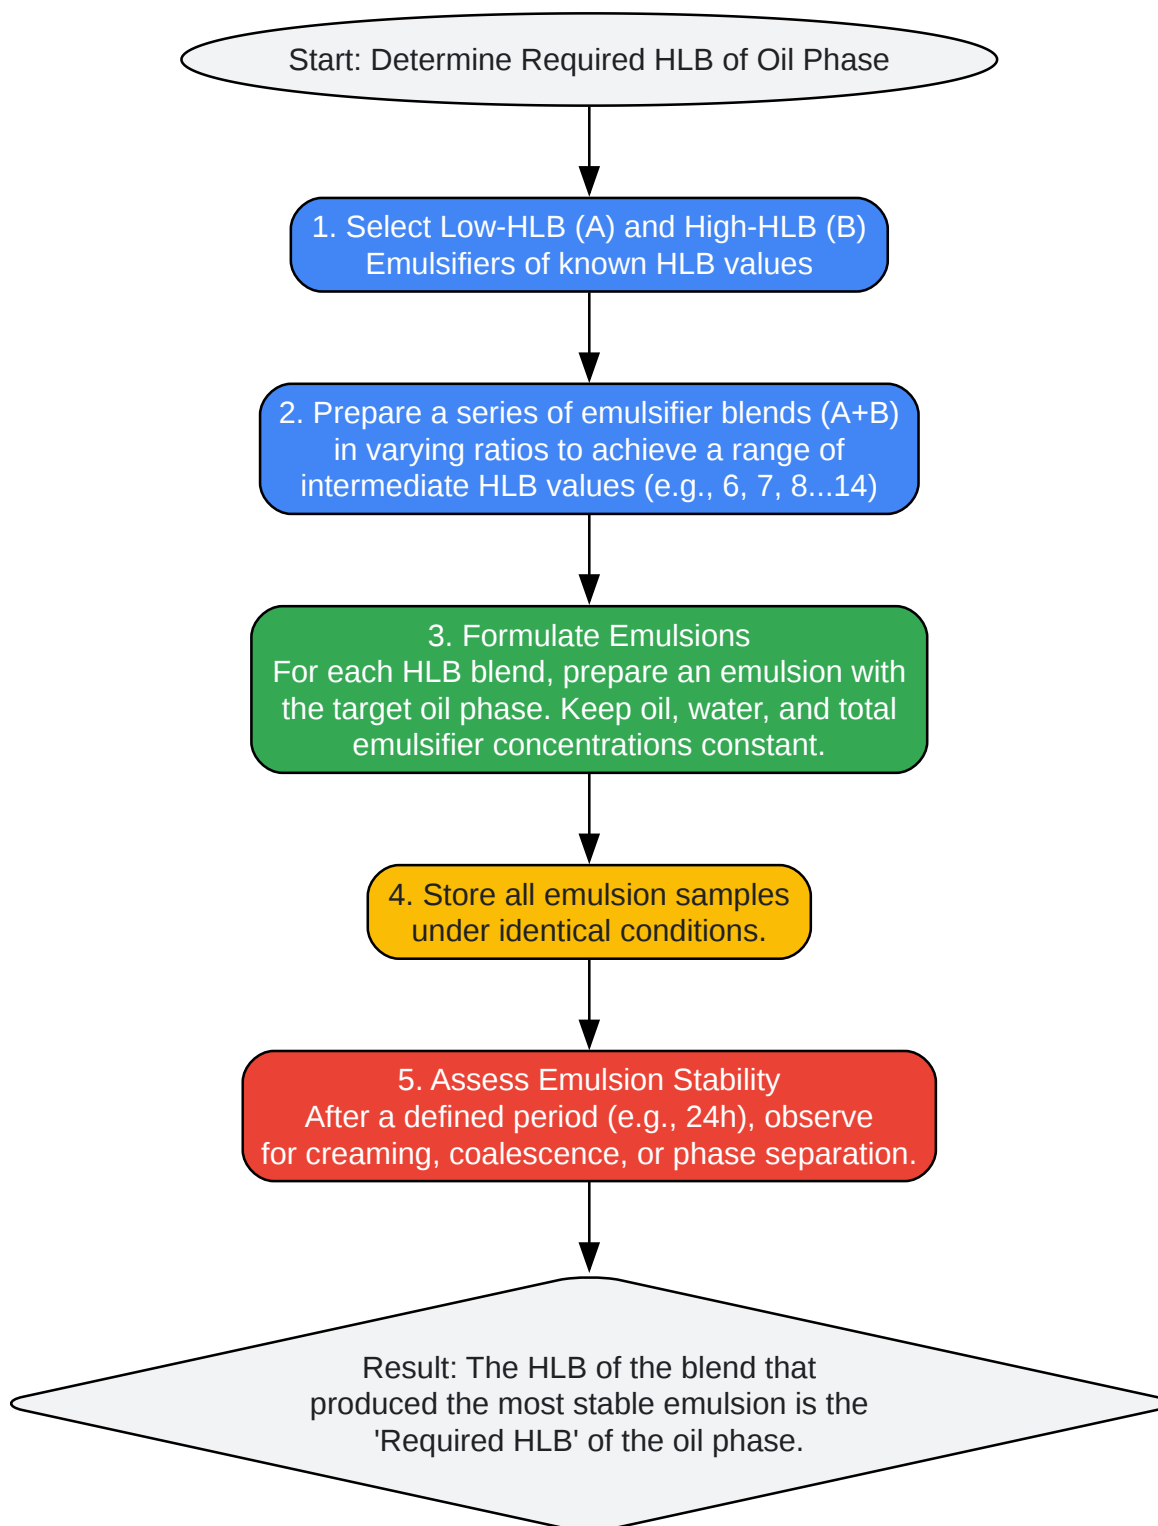 Start: Determine Required HLB of Oil Phase
1. Select Low-HLB (A) and High-HLB (B)
Emulsifiers of known HLB values
2. Prepare a series of emulsifier blends (A+B)
in varying ratios to achieve a range of
intermediate HLB values (e.g., 6, 7, 8...14)
3. Formulate Emulsions
For each HLB blend, prepare an emulsion with
the target oil phase. Keep oil, water, and total
emulsifier concentrations constant.
4. Store all emulsion samples
under identical conditions.
5. Assess Emulsion Stability
After a defined period (e.g., 24h), observe
for creaming, coalescence, or phase separation.
Result: The HLB of the blend that
produced the most stable emulsion is the
'Required HLB' of the oil phase.